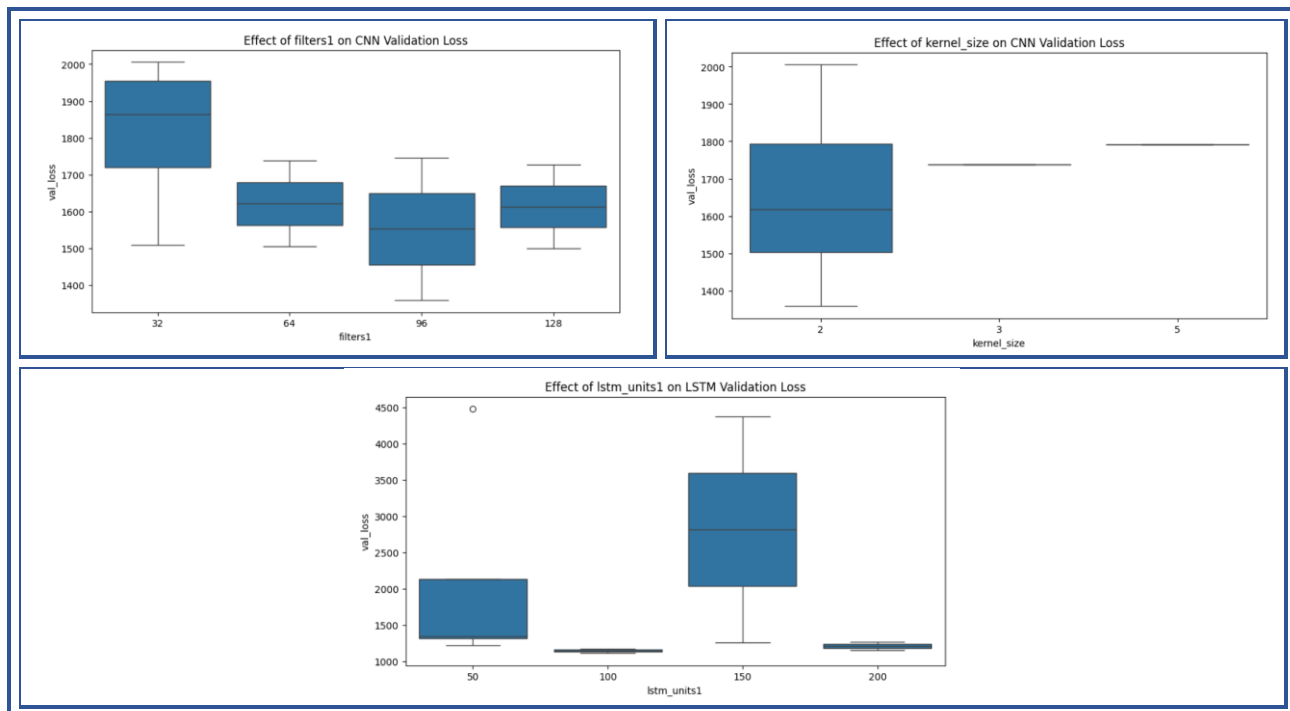 Effect of filters1 on CNN Validation Loss
2000
1900
1800
1700
1600
1500
1400
val_loss
32 64 96 128
filters1
Effect of kernel_size on CNN Validation Loss
2000
1900
1800
1700
1600
1500
1400
val_loss
2 3 5
kernel_size
Effect of lstm_units1 on LSTM Validation Loss
4500
4000
3500
3000
2500
2000
1500
1000
val_loss
50 100 150 200
lstm_units1